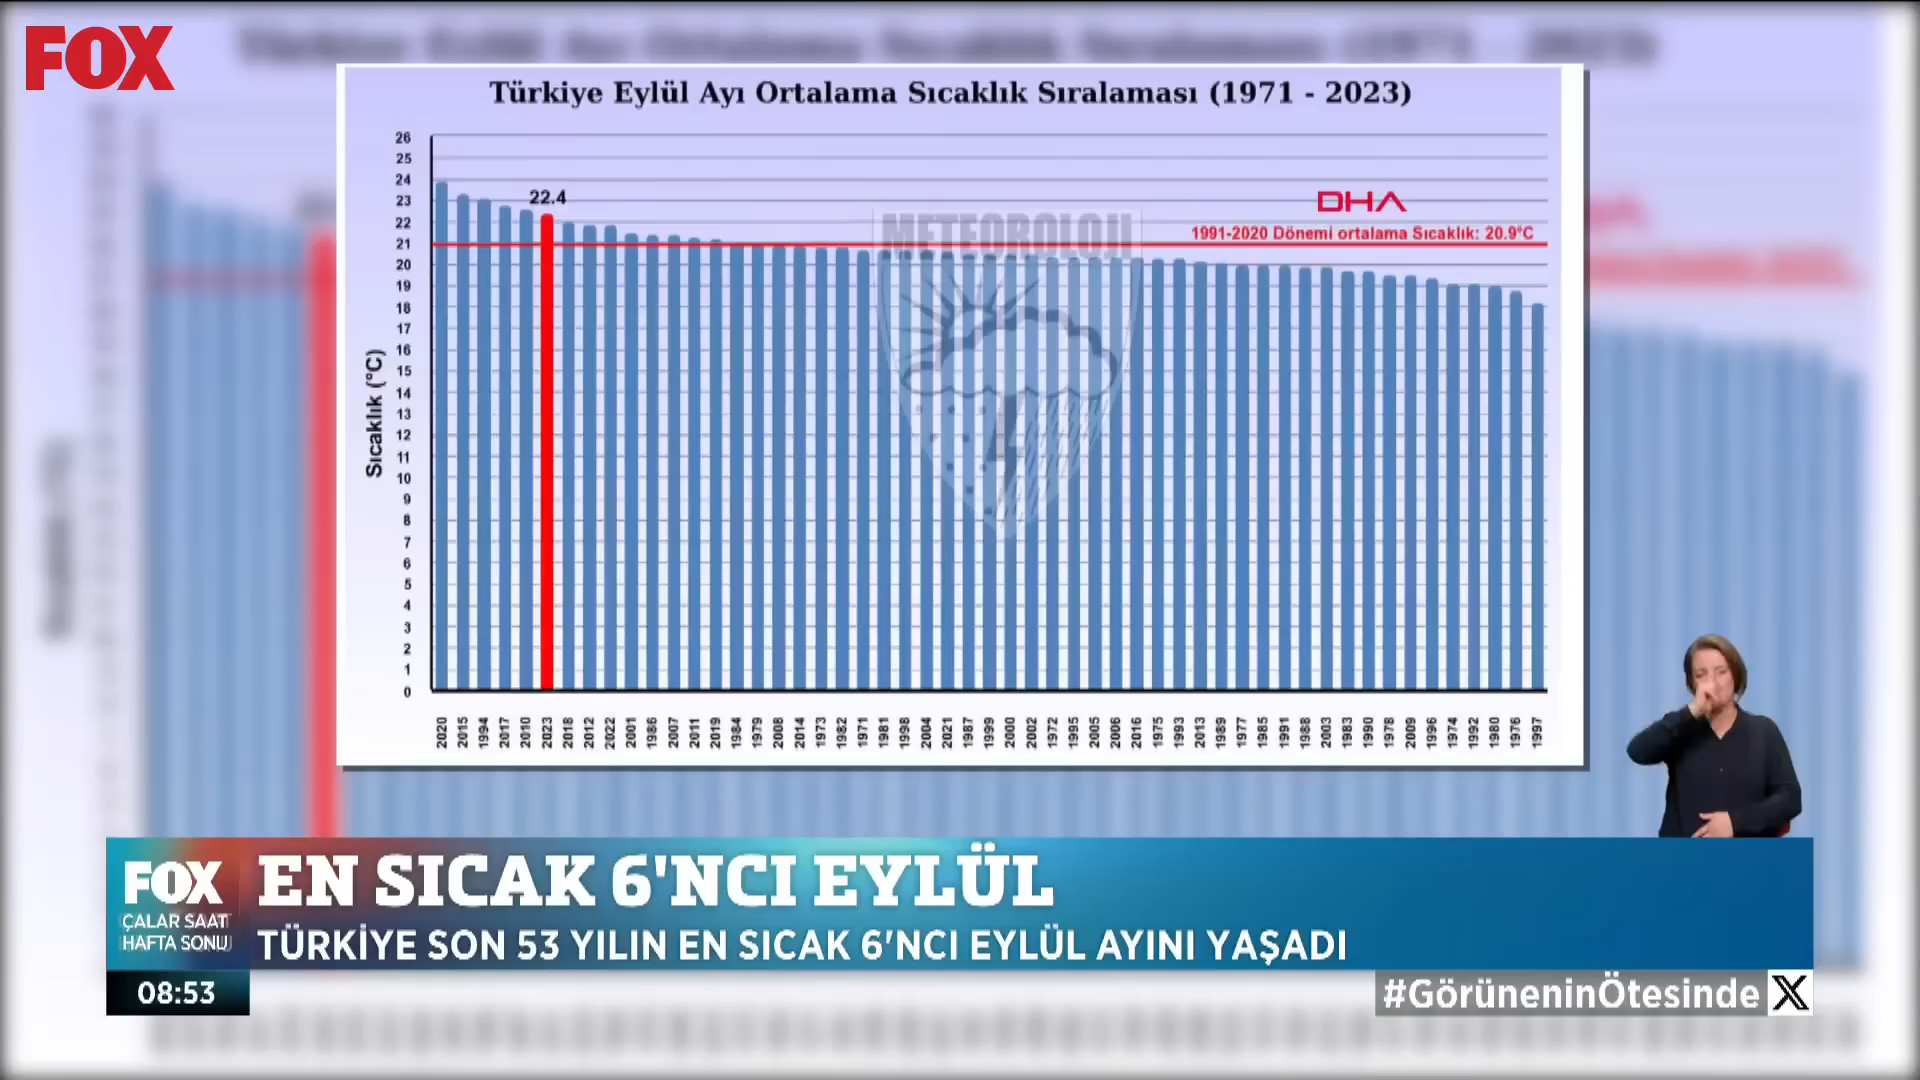 FOX
Türkiye Eylül Ayı Ortalama Sıcaklık Sıralaması (1971 - 2023)
26
25
24
23
22
21
20
19
18
17
16
15
14
13
12
11
10
9
8
7
6
5
4
3
2
1
0
Sıcaklık (°C)
22.4
DHA
METEOROLOJI
1991-2020 Dönemi ortalama Sıcaklık: 20.9°C
2020 2015 1994 2017 2010 2023 2018 2012 2022 2001 1986 2007 2011 2019 1984 1979 2008 2014 1973 1982 1971 1981 1998 2004 2021 1987 1999 2000 2002 1972 1995 2005 2006 2016 1975 1993 2013 1989 1977 1985 1991 1988 2003 1983 1990 1978 2009 1996 1974 1992 1980 1976 1997
FOX
ÇALAR SAAT
HAFTA SONU
EN SICAK 6'NCI EYLÜL
TÜRKİYE SON 53 YILIN EN SICAK 6'NCI EYLÜL AYINI YAŞADI
08:53
#GörüneninÖtesinde X